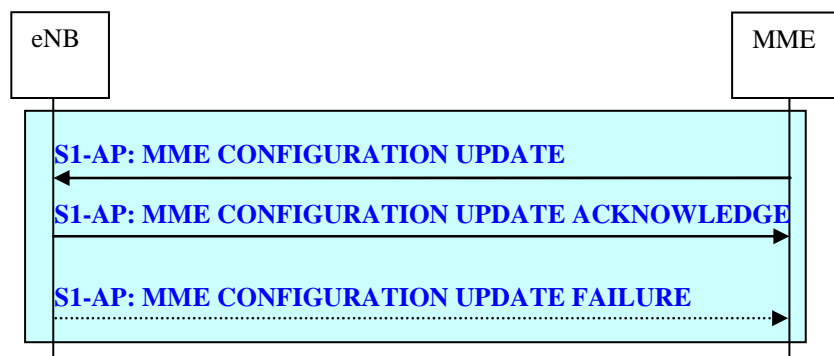 eNB
MME
S1-AP: MME CONFIGURATION UPDATE
S1-AP: MME CONFIGURATION UPDATE ACKNOWLEDGE
S1-AP: MME CONFIGURATION UPDATE FAILURE